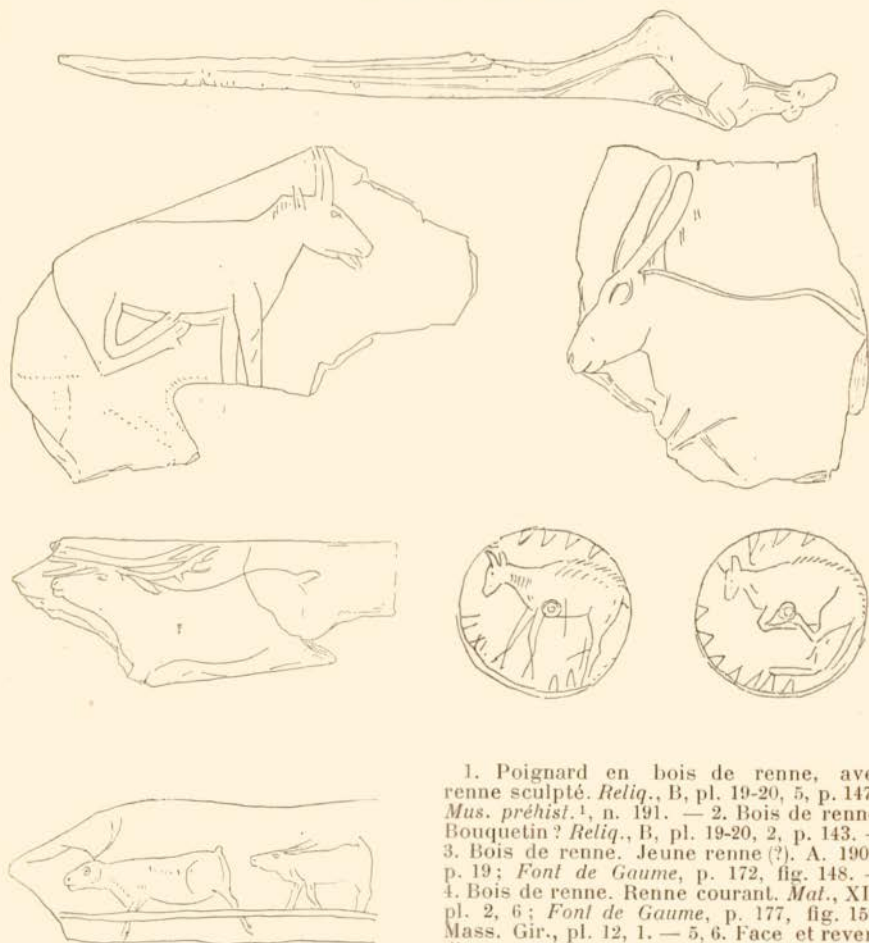 1. Poignard en bois de renne, ave
renne sculpté. Reliq., B, pl. 19-20, 5, p. 147
Mus. préhist.¹, n. 191. — 2. Bois de renn
Bouquetin ? Reliq., B, pl. 19-20, 2, p. 143. -
3. Bois de renne. Jeune renne (?). A. 190
p. 19 ; Font de Gaume, p. 172, fig. 148. -
4. Bois de renne. Renne courant. Mat., XI
pl. 2, 6 ; Font de Gaume, p. 177, fig. 15
Mass. Gir., pl. 12, 1. — 5, 6. Face et rever